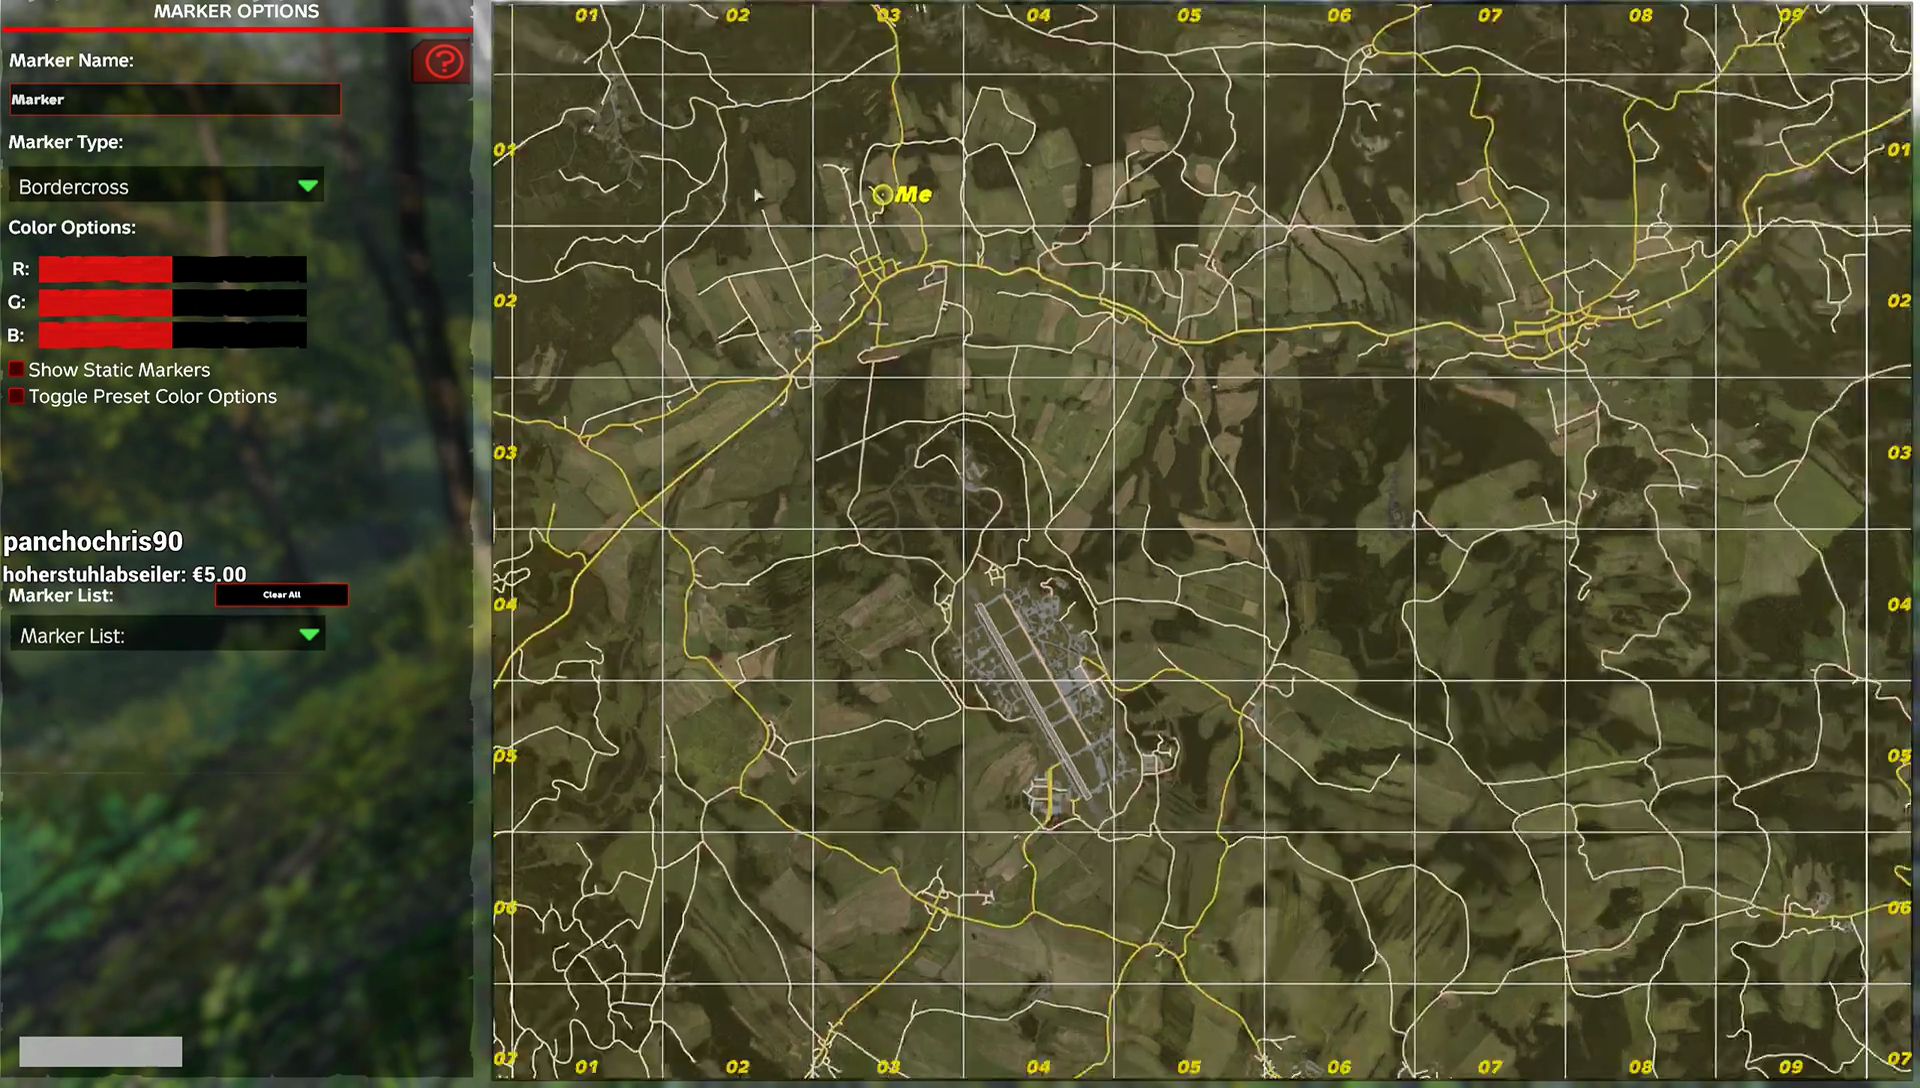 MARKER OPTIONS
Marker Name:
?
Marker
Marker Type:
Bordercross
Color Options:
R:
G:
B:
Show Static Markers
Toggle Preset Color Options
panchochris90
hoherstuhlabseiler: €5.00
Marker List:
Clear All
Marker List:
01 02 03 04 05 06 07 08 09
01 01
Me
02 02
03 03
04 04
05 05
06 06
07 07
01 02 03 04 05 06 07 08 09